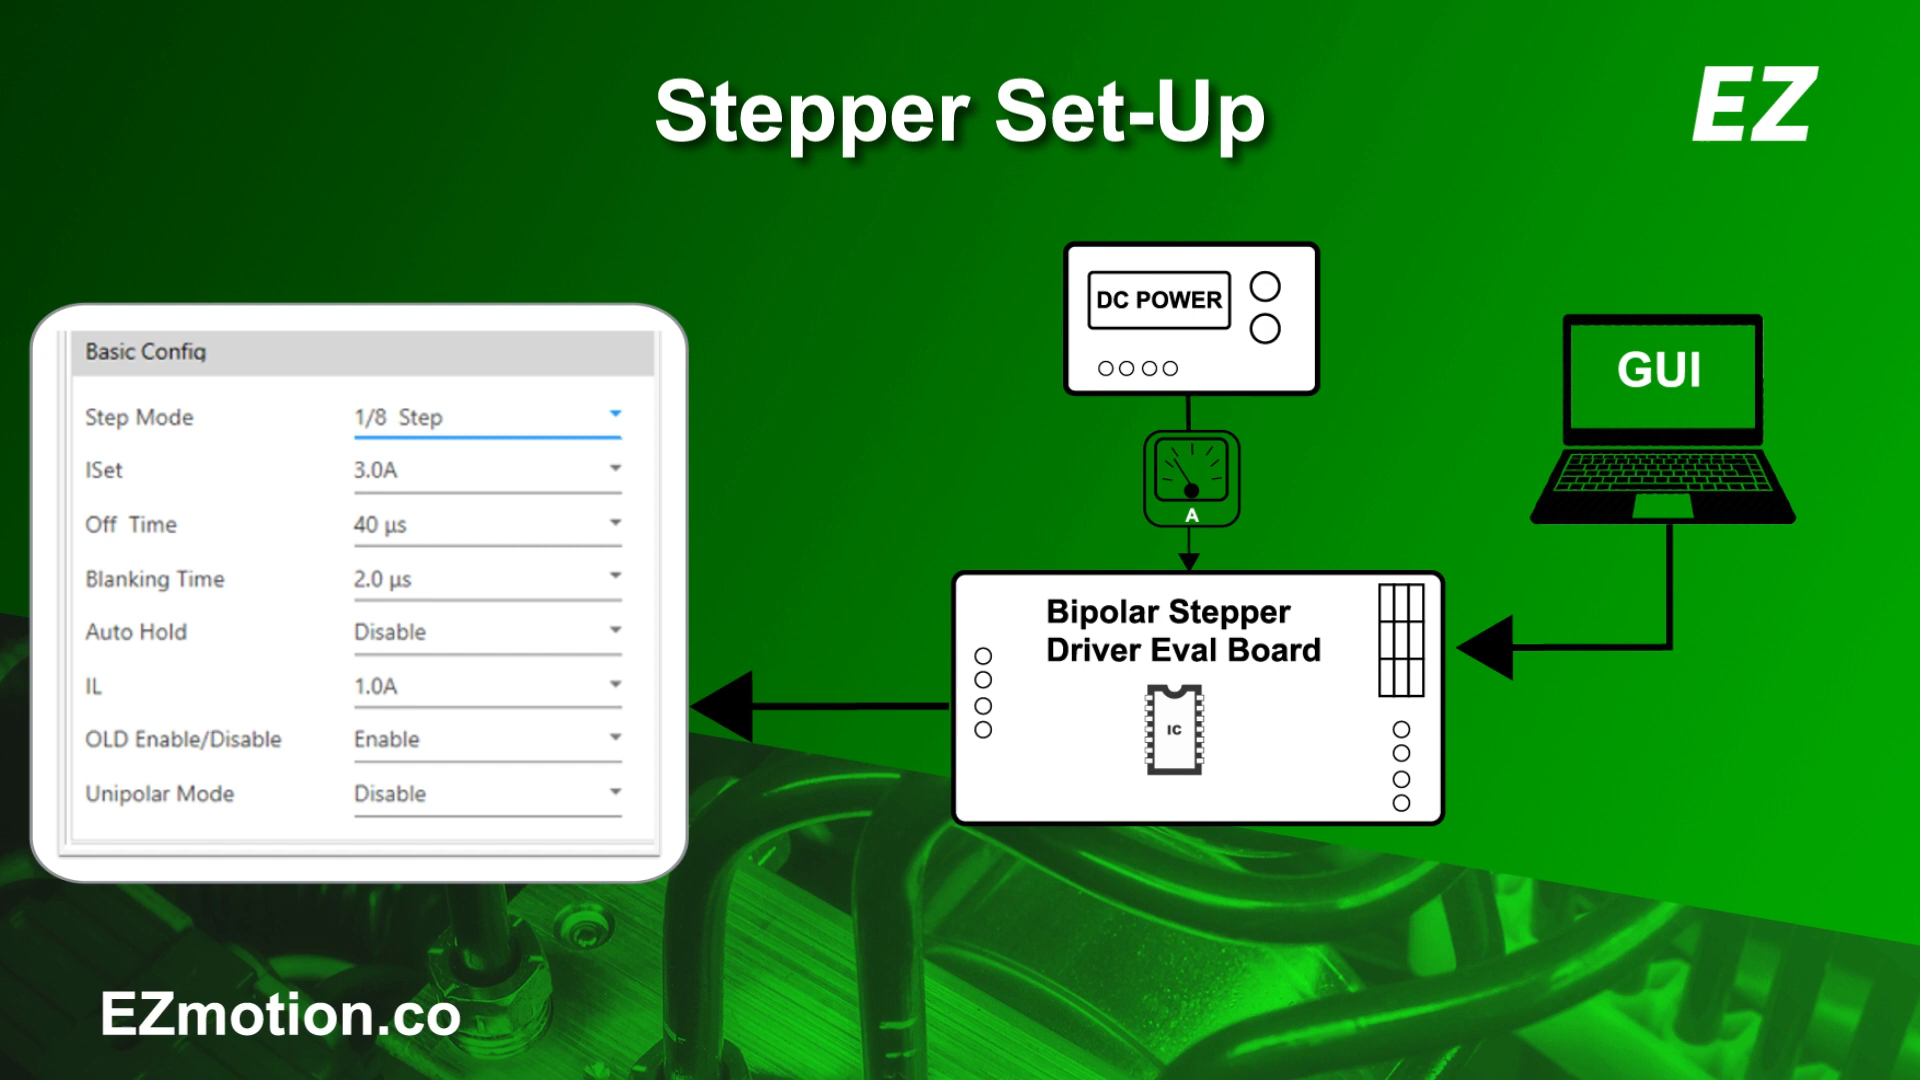 Stepper Set-Up
EZ
DC POWER
GUI
A
Bipolar Stepper
Driver Eval Board
IC
Basic Config
Step Mode 1/8 Step
ISet 3.0A
Off Time 40 µs
Blanking Time 2.0 µs
Auto Hold Disable
IL 1.0A
OLD Enable/Disable Enable
Unipolar Mode Disable
EZmotion.co